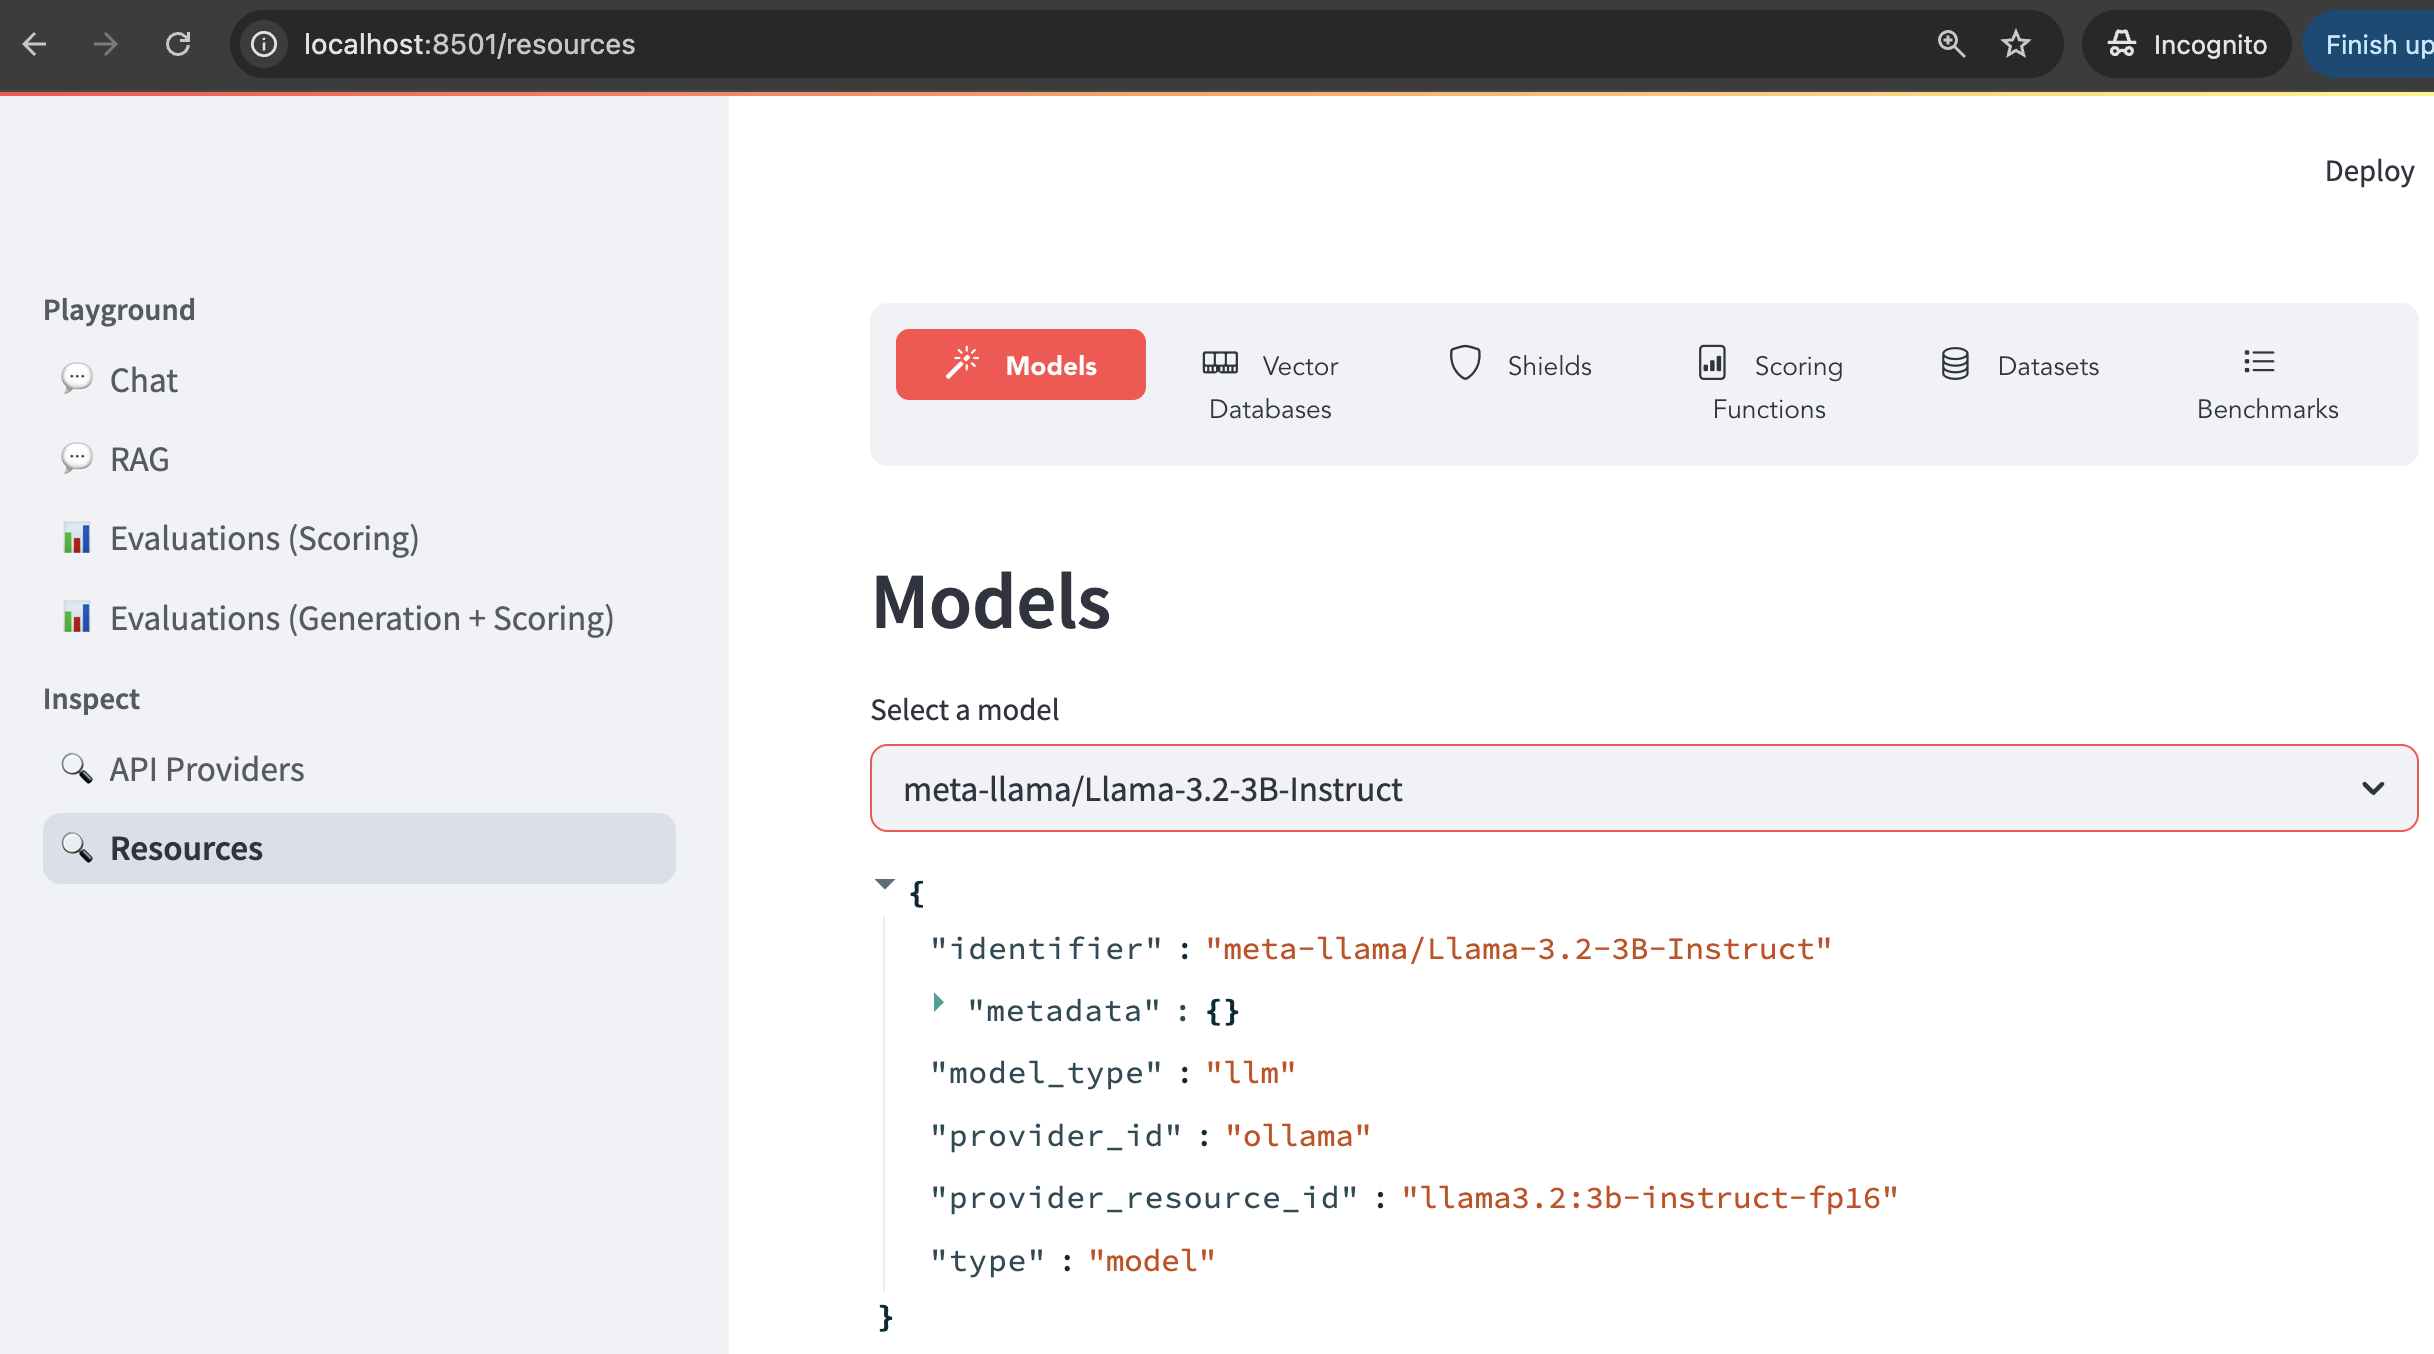 localhost:8501/resources
Incognito
Finish up
Deploy
Playground
Chat
RAG
Evaluations (Scoring)
Evaluations (Generation + Scoring)
Inspect
API Providers
Resources
Models
Vector
Databases
Shields
Scoring
Functions
Datasets
Benchmarks
Models
Select a model
meta-llama/Llama-3.2-3B-Instruct
{
"identifier" : "meta-llama/Llama-3.2-3B-Instruct"
"metadata" : {}
"model_type" : "llm"
"provider_id" : "ollama"
"provider_resource_id" : "llama3.2:3b-instruct-fp16"
"type" : "model"
}